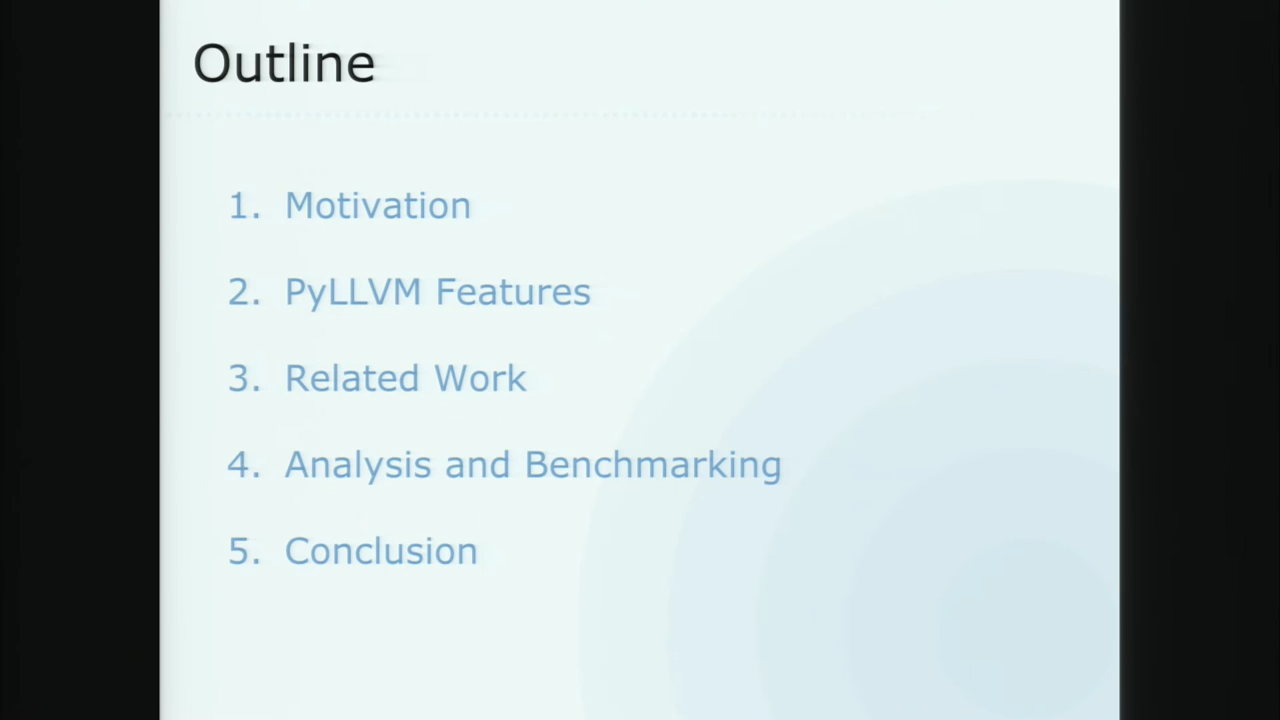 Outline
1. Motivation
2. PyLLVM Features
3. Related Work
4. Analysis and Benchmarking
5. Conclusion